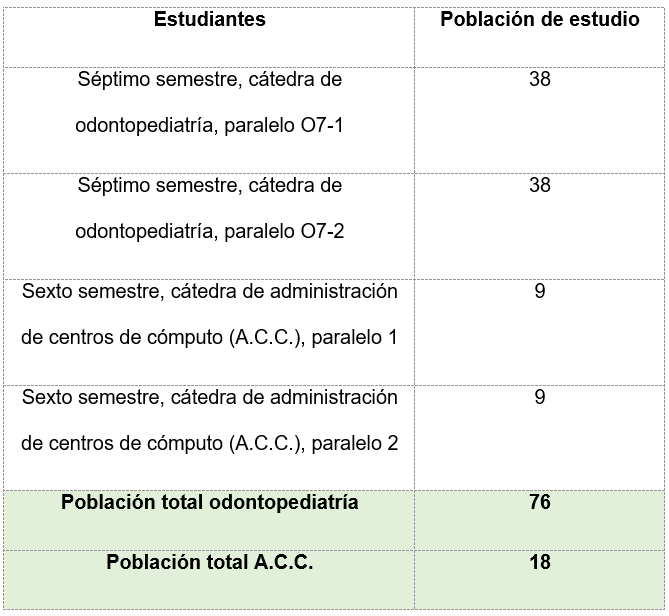 Estudiantes Población de estudio
Séptimo semestre, cátedra de 38
odontopediatría, paralelo O7-1
Séptimo semestre, cátedra de 38
odontopediatría, paralelo O7-2
Sexto semestre, cátedra de administración 9
de centros de cómputo (A.C.C.), paralelo 1
Sexto semestre, cátedra de administración 9
de centros de cómputo (A.C.C.), paralelo 2
Población total odontopediatría 76
Población total A.C.C. 18